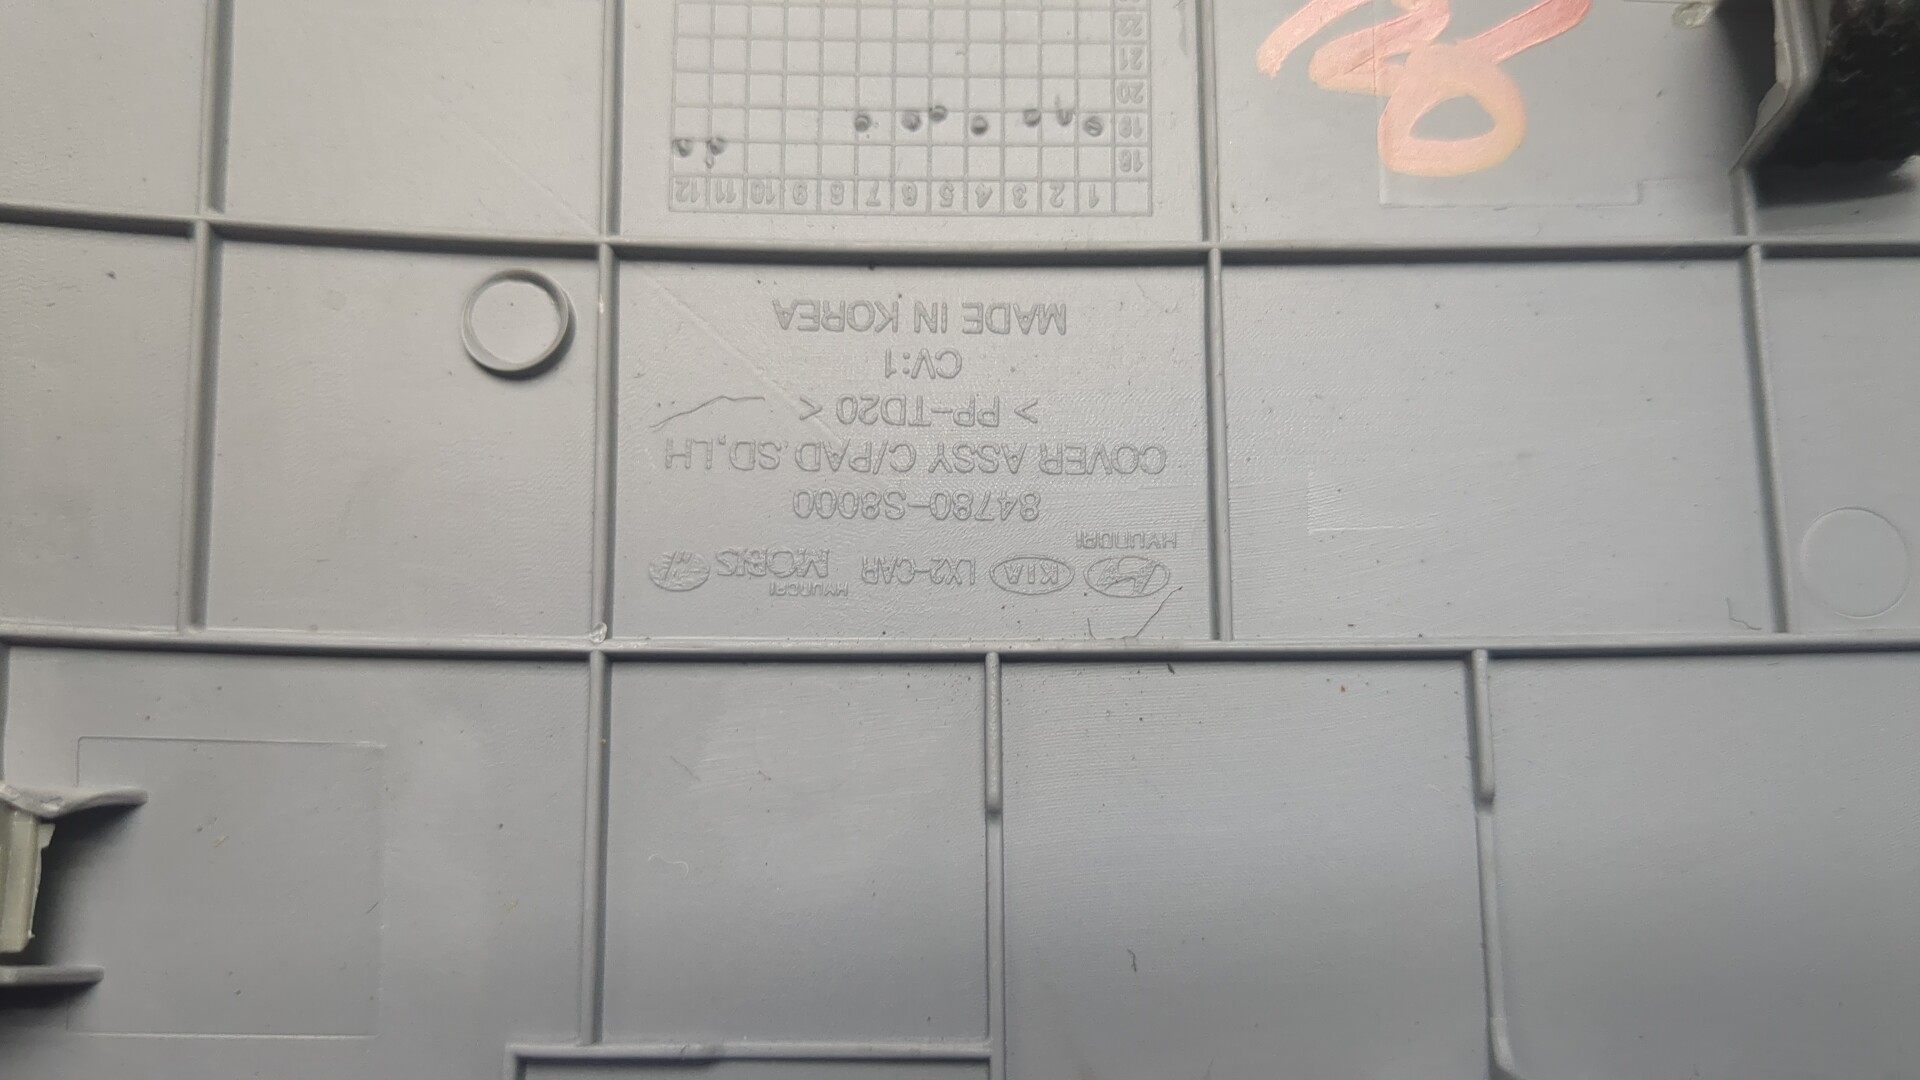 HYUNDAI KIA LX2-CAR HYUNDAI MOBIS
84780-S8000
COVER ASSY C/PAD.SD,LH
> PP-TD20 <
CV:1
MADE IN KOREA
1 2 3 4 5 6 7 8 9 10 11 12
18
19
20
21
22